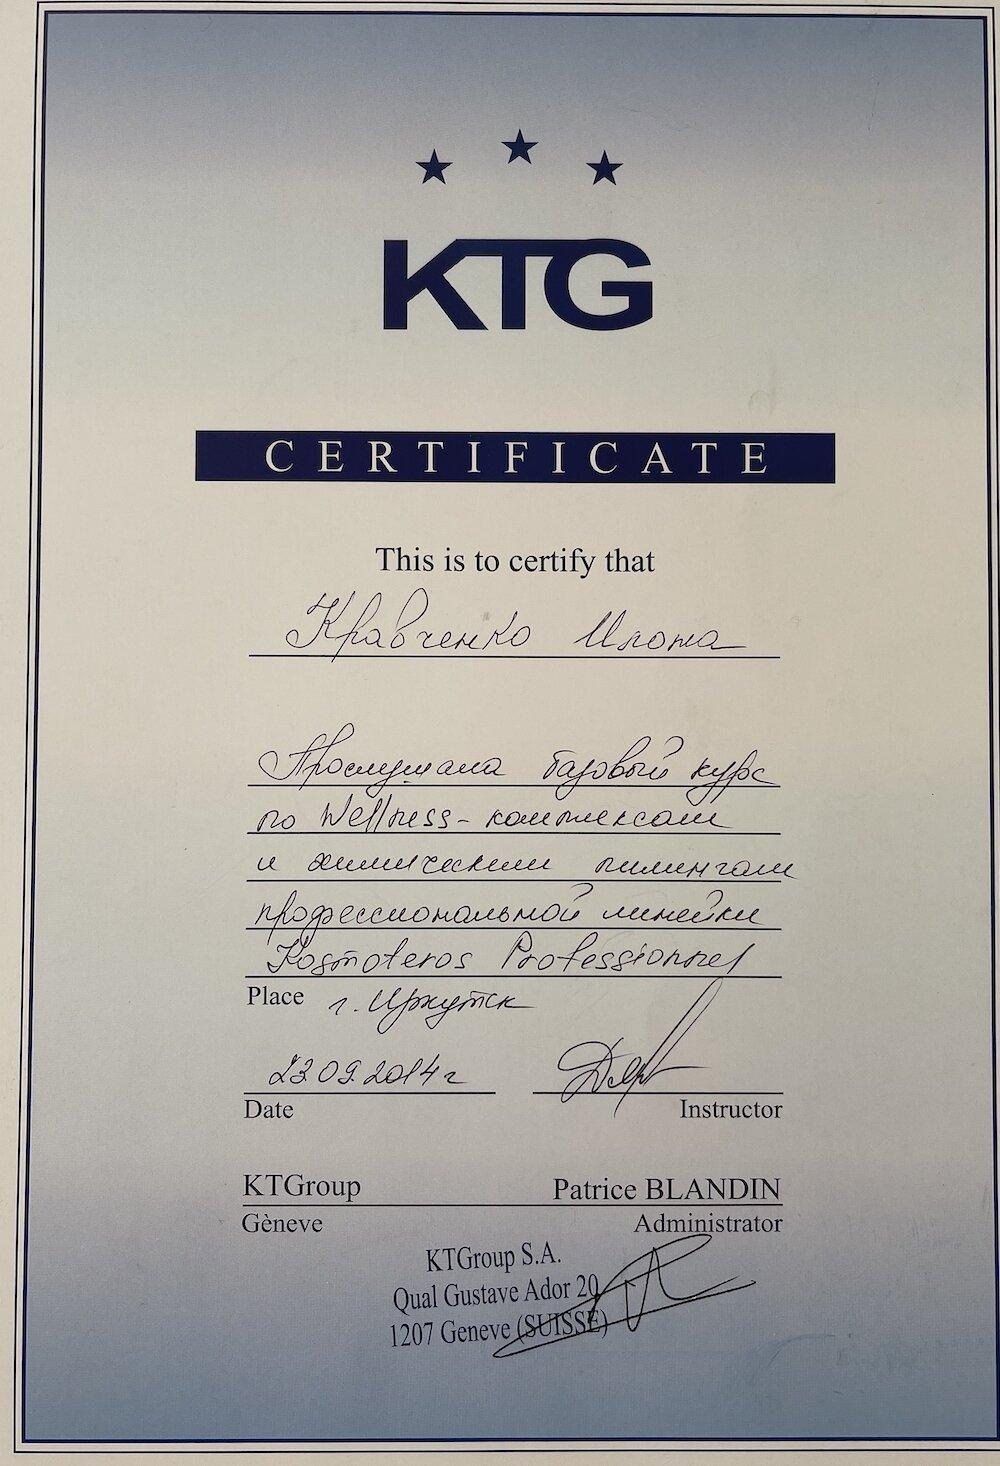 KTG
CERTIFICATE
This is to certify that
Кравченко Илона
Прослушала базовый курс
по Wellness-комплексам
и химическим пилингам
профессиональной линейки
Kosmoteros Professionnel
Place г. Иркутск
23.09.2014г
Date Instructor
KTGroup Patrice BLANDIN
Gèneve Administrator
KTGroup S.A.
Qual Gustave Ador 20
1207 Geneve (SUISSE)